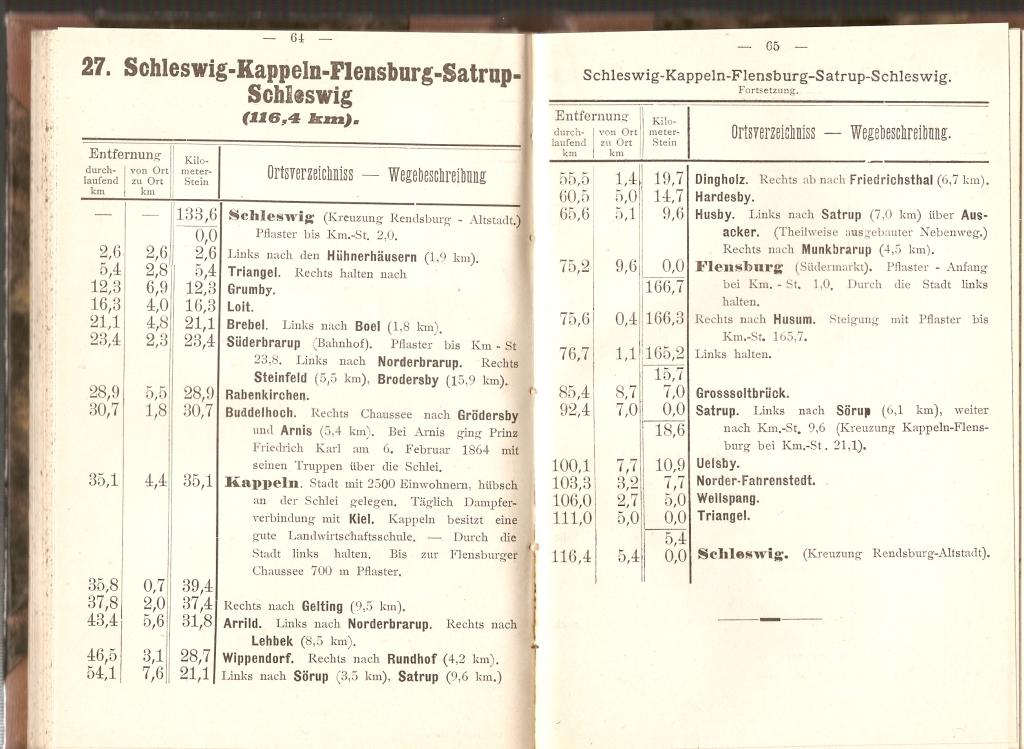 — 64 —
27. Schleswig-Kappeln-Flensburg-Satrup-
Schleswig
(116,4 km).
Entfernung
durch-
laufend
km
von Ort
zu Ort
km
Kilo-
meter-
Stein
Ortsverzeichniss — Wegebeschreibung
— — 133,6 Schleswig (Kreuzung Rendsburg - Altstadt.)
0,0 Pflaster bis Km.-St. 2,0.
2,6 2,6 2,6 Links nach den Hühnerhäusern (1,9 km).
5,4 2,8 5,4 Triangel. Rechts halten nach
12,3 6,9 12,3 Grumby.
16,3 4,0 16,3 Loit.
21,1 4,8 21,1 Brebel. Links nach Boel (1,8 km).
23,4 2,3 23,4 Süderbrarup (Bahnhof). Pflaster bis Km - St
23,8. Links nach Norderbrarup. Rechts
Steinfeld (5,5 km), Brodersby (15,9 km).
28,9 5,5 28,9 Rabenkirchen.
30,7 1,8 30,7 Buddelhoch. Rechts Chaussee nach Grödersby
und Arnis (5,4 km). Bei Arnis ging Prinz
Friedrich Karl am 6. Februar 1864 mit
seinen Truppen über die Schlei.
35,1 4,4 35,1 Kappeln. Stadt mit 2500 Einwohnern, hübsch
an der Schlei gelegen. Täglich Dampfer-
verbindung mit Kiel. Kappeln besitzt eine
gute Landwirtschaftsschule. — Durch die
Stadt links halten. Bis zur Flensburger
Chaussee 700 m Pflaster.
35,8 0,7 39,4
37,8 2,0 37,4 Rechts nach Gelting (9,5 km).
43,4 5,6 31,8 Arrild. Links nach Norderbrarup. Rechts nach
Lehbek (8,5 km).
46,5 3,1 28,7 Wippendorf. Rechts nach Rundhof (4,2 km).
54,1 7,6 21,1 Links nach Sörup (3,5 km), Satrup (9,6 km.)
— 65 —
Schleswig-Kappeln-Flensburg-Satrup-Schleswig.
Fortsetzung.
Entfernung
durch-
laufend
km
von Ort
zu Ort
km
Kilo-
meter-
Stein
Ortsverzeichniss — Wegebeschreibung.
55,5 1,4 19,7 Dingholz. Rechts ab nach Friedrichsthal (6,7 km).
60,5 5,0 14,7 Hardesby.
65,6 5,1 9,6 Husby. Links nach Satrup (7,0 km) über Aus-
acker. (Theilweise ausgebauter Nebenweg.)
Rechts nach Munkbrarup (4,5 km).
75,2 9,6 0,0 Flensburg (Südermarkt). Pflaster - Anfang
166,7 bei Km. - St. 1,0. Durch die Stadt links
halten.
75,6 0,4 166,3 Rechts nach Husum. Steigung mit Pflaster bis
Km.-St. 165,7.
76,7 1,1 165,2 Links halten.
15,7
85,4 8,7 7,0 Grosssoltbrück.
92,4 7,0 0,0 Satrup. Links nach Sörup (6,1 km), weiter
18,6 nach Km.-St. 9,6 (Kreuzung Kappeln-Flens-
burg bei Km.-St. 21,1).
100,1 7,7 10,9 Uelsby.
103,3 3,2 7,7 Norder-Fahrenstedt.
106,0 2,7 5,0 Wellspang.
111,0 5,0 0,0 Triangel.
5,4
116,4 5,4 0,0 Schleswig. (Kreuzung Rendsburg-Altstadt).